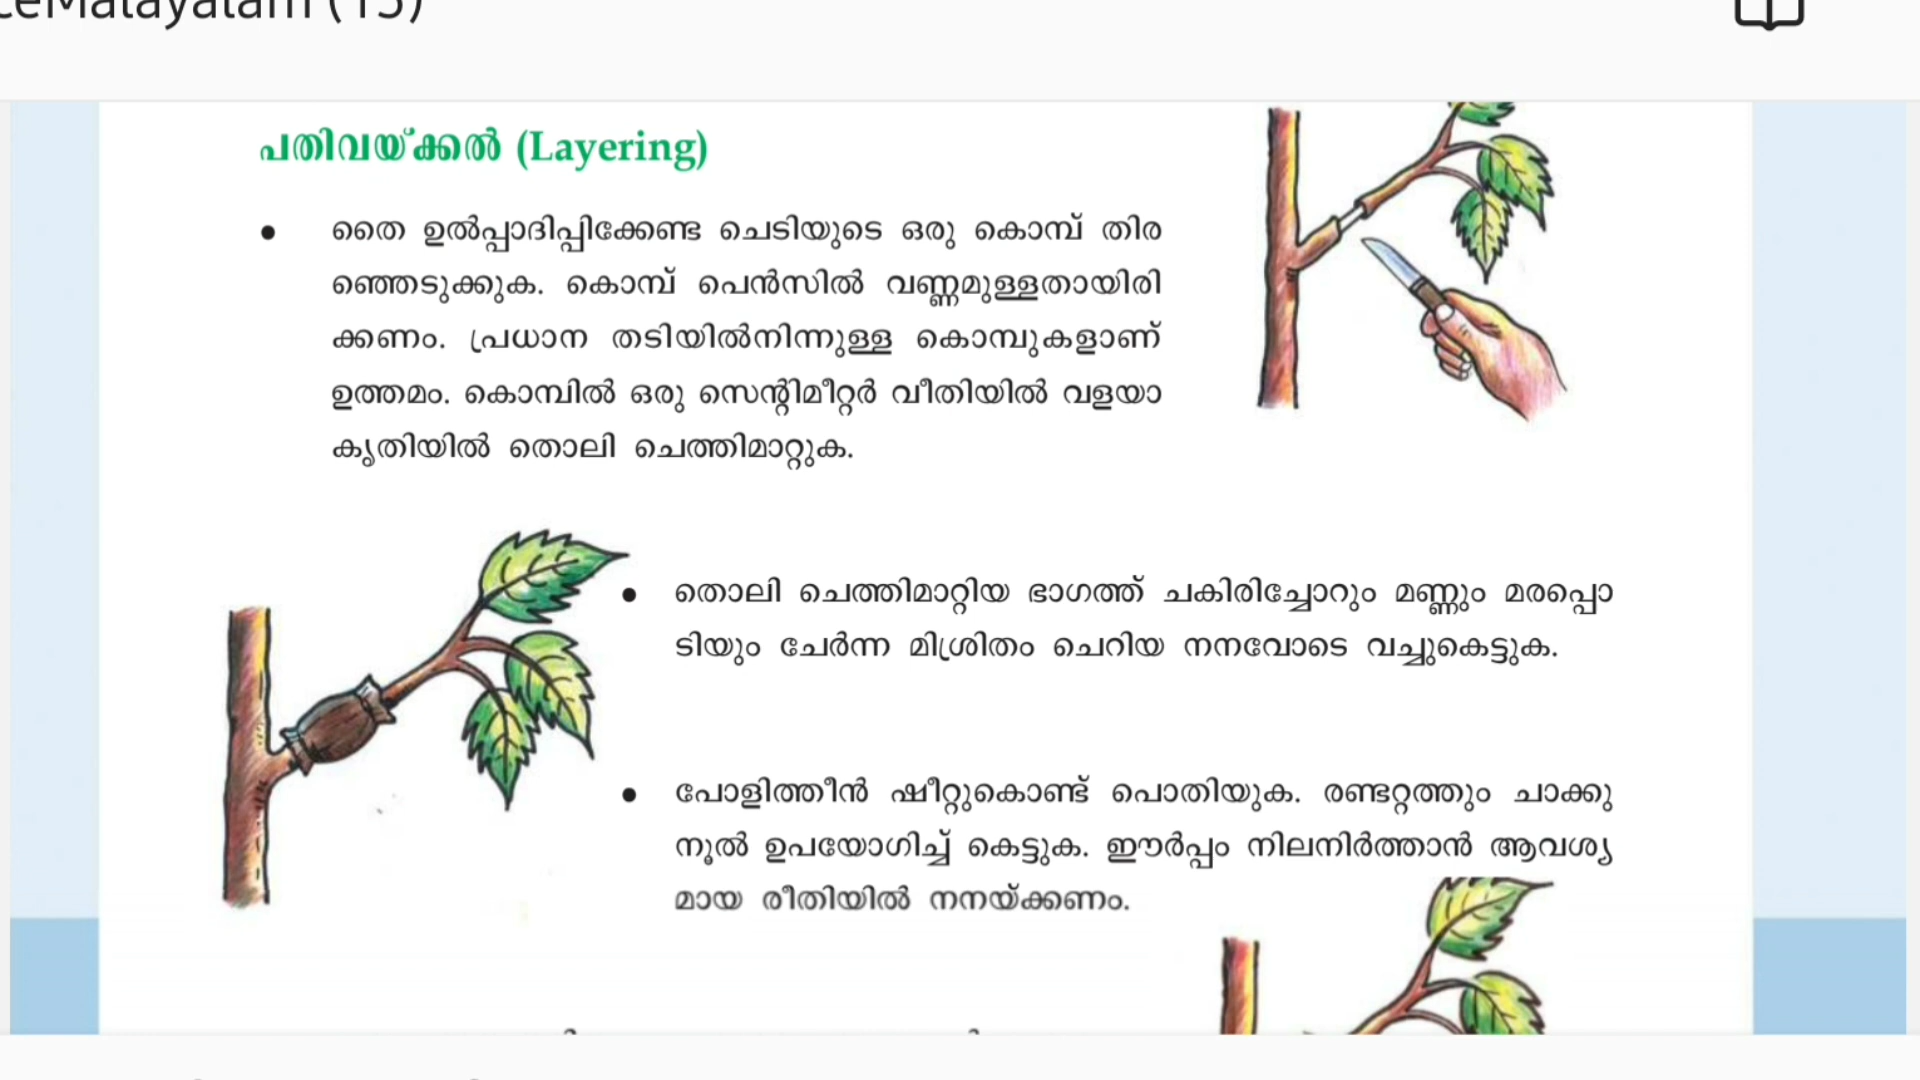 പതിവയ്ക്കൽ (Layering)
• തൈ ഉൽപ്പാദിപ്പിക്കേണ്ട ചെടിയുടെ ഒരു കൊമ്പ് തിര
ഞ്ഞെടുക്കുക. കൊമ്പ് പെൻസിൽ വണ്ണമുള്ളതായിരി
ക്കണം. പ്രധാന തടിയിൽനിന്നുള്ള കൊമ്പുകളാണ്
ഉത്തമം. കൊമ്പിൽ ഒരു സെന്റിമീറ്റർ വീതിയിൽ വളയാ
കൃതിയിൽ തൊലി ചെത്തിമാറ്റുക.
• തൊലി ചെത്തിമാറ്റിയ ഭാഗത്ത് ചകിരിച്ചോറും മണ്ണും മരപ്പൊ
ടിയും ചേർന്ന മിശ്രിതം ചെറിയ നനവോടെ വച്ചുകെട്ടുക.
• പോളിത്തീൻ ഷീറ്റുകൊണ്ട് പൊതിയുക. രണ്ടറ്റത്തും ചാക്കു
നൂൽ ഉപയോഗിച്ച് കെട്ടുക. ഈർപ്പം നിലനിർത്താൻ ആവശ്യ
മായ രീതിയിൽ നനയ്ക്കണം.